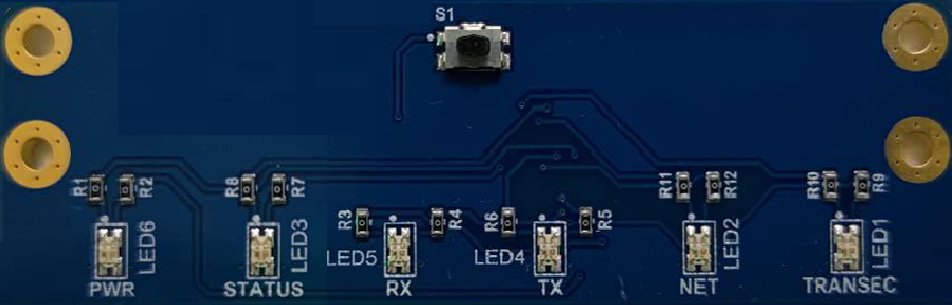 S1
R1 R2 R8 R7 R11 R12 R10 R9
R3 R4 R6 R5
LED6 LED3 LED5 LED4 LED2 LED1
PWR STATUS RX TX NET TRANSEC